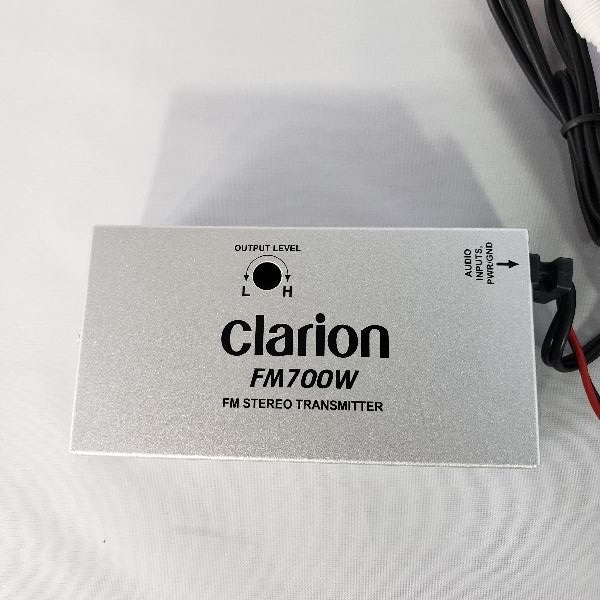 OUTPUT LEVEL
L H
clarion
FM700W
FM STEREO TRANSMITTER
AUDIO
INPUTS,
PWR/GND